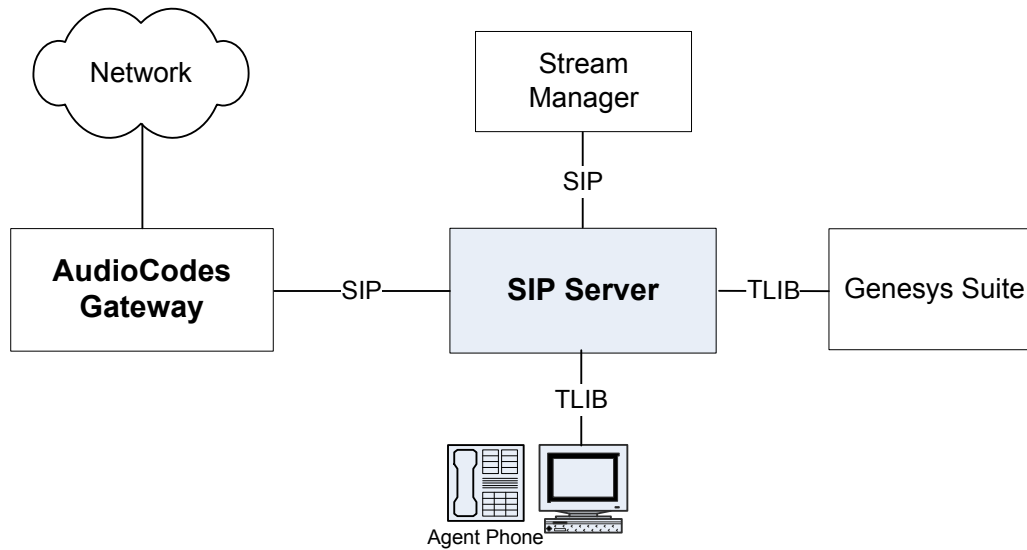 Network
Stream
Manager
SIP
AudioCodes
Gateway
SIP
SIP Server
TLIB
Genesys Suite
TLIB
Agent Phone